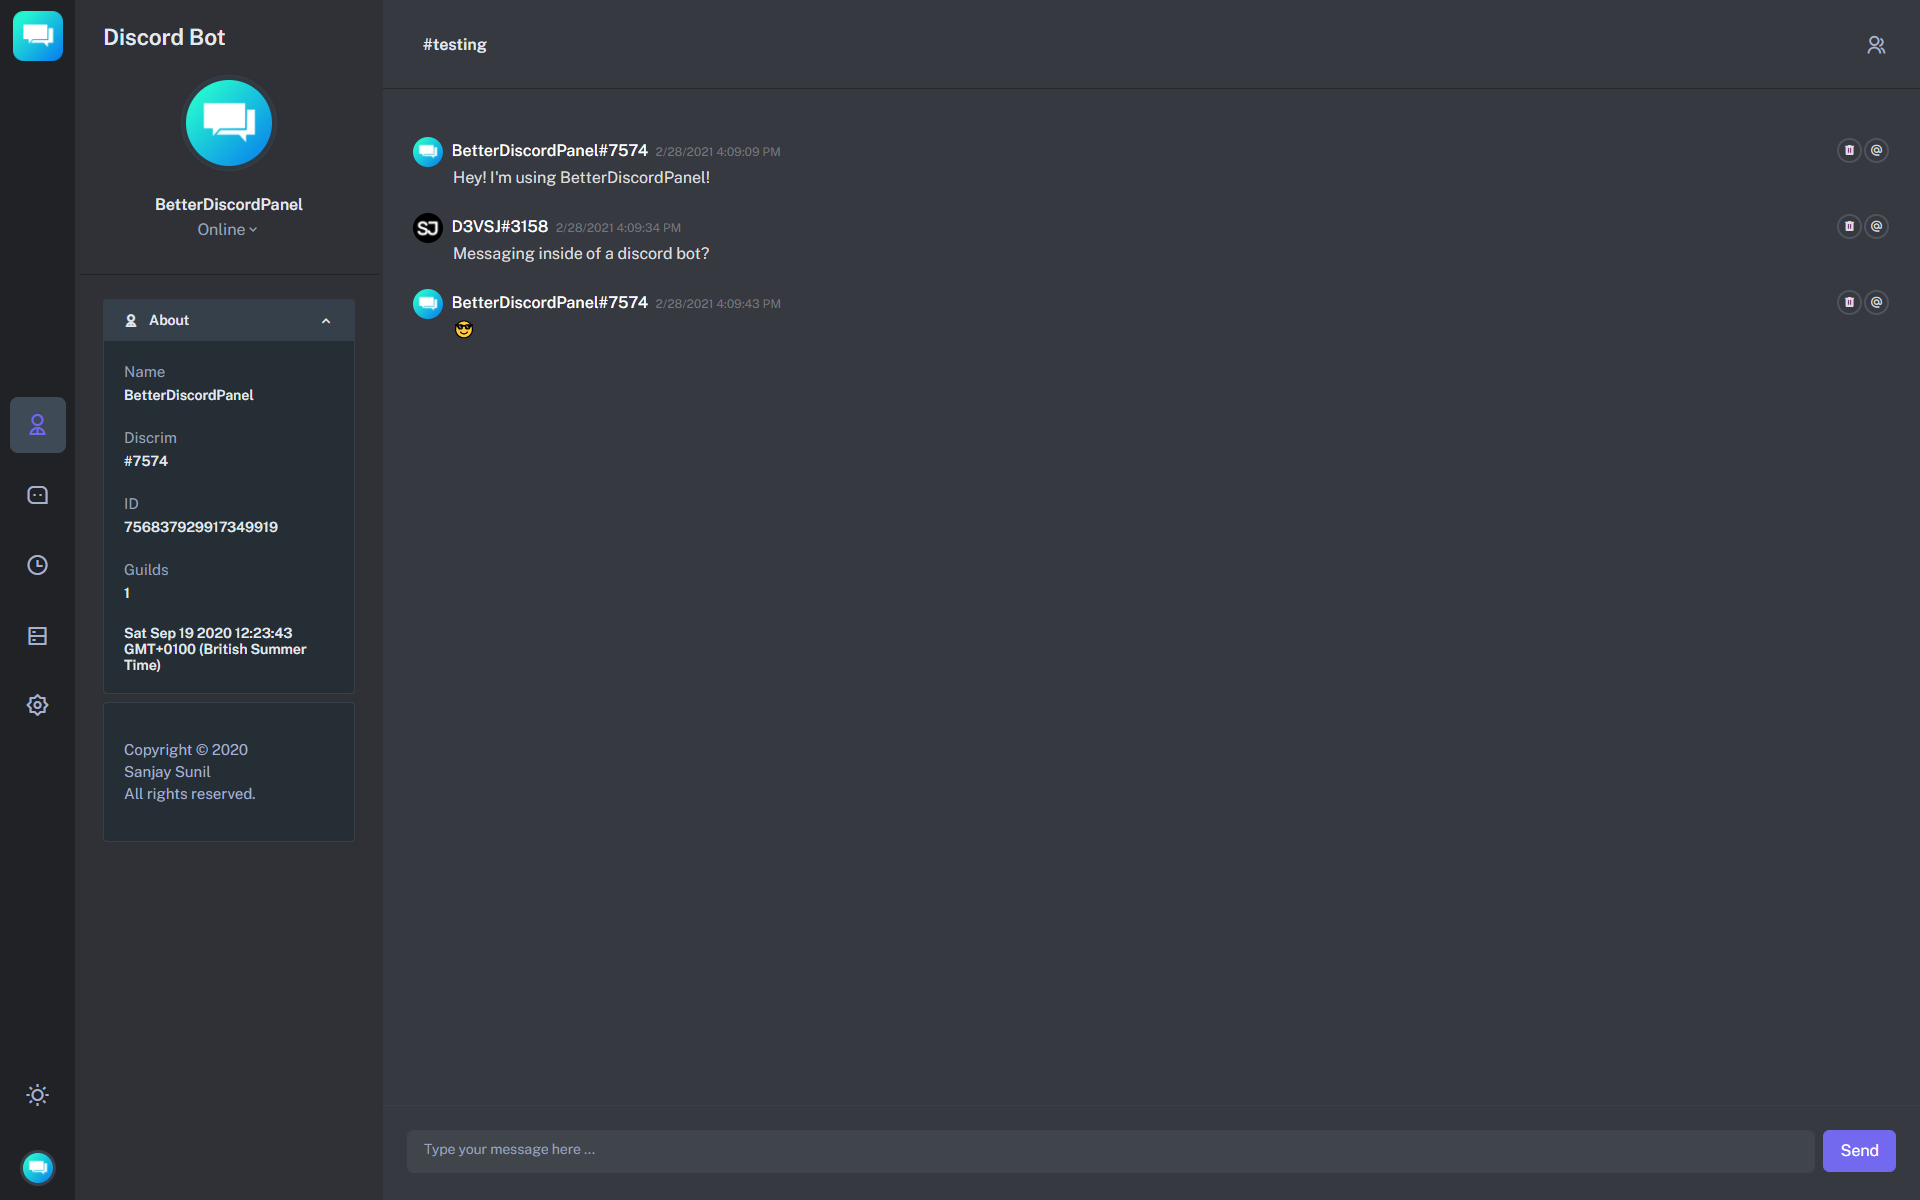 Discord Bot
BetterDiscordPanel
Online
About
Name
BetterDiscordPanel
Discrim
#7574
ID
756837929917349919
Guilds
1
Sat Sep 19 2020 12:23:43
GMT+0100 (British Summer
Time)
Copyright © 2020
Sanjay Sunil
All rights reserved.
#testing
BetterDiscordPanel#7574 2/28/2021 4:09:09 PM
Hey! I'm using BetterDiscordPanel!
SJ
D3VSJ#3158 2/28/2021 4:09:34 PM
Messaging inside of a discord bot?
BetterDiscordPanel#7574 2/28/2021 4:09:43 PM
😎
Type your message here ...
Send